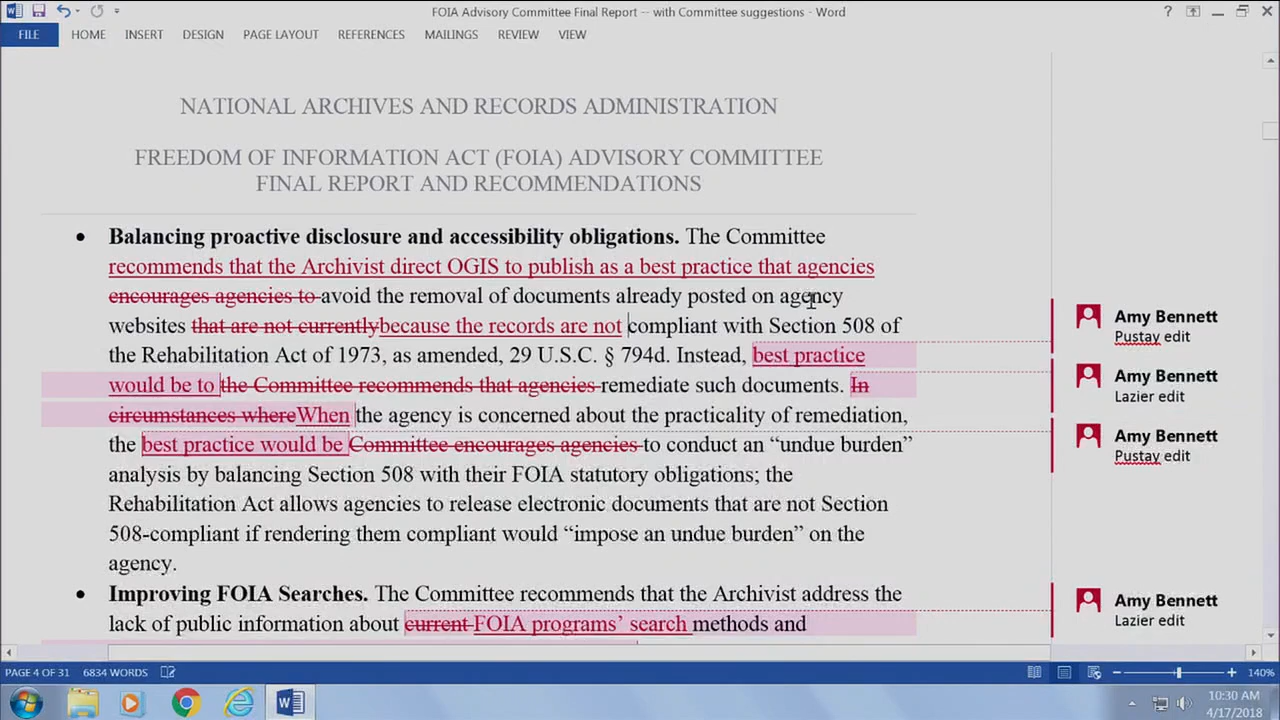 FOIA Advisory Committee Final Report -- with Committee suggestions - Word
?
FILE HOME INSERT DESIGN PAGE LAYOUT REFERENCES MAILINGS REVIEW VIEW
NATIONAL ARCHIVES AND RECORDS ADMINISTRATION
FREEDOM OF INFORMATION ACT (FOIA) ADVISORY COMMITTEE
FINAL REPORT AND RECOMMENDATIONS
• Balancing proactive disclosure and accessibility obligations. The Committee
recommends that the Archivist direct OGIS to publish as a best practice that agencies
encourages agencies to avoid the removal of documents already posted on agency
websites that are not currentlybecause the records are not compliant with Section 508 of
the Rehabilitation Act of 1973, as amended, 29 U.S.C. § 794d. Instead, best practice
would be to the Committee recommends that agencies remediate such documents. In
circumstances whereWhen the agency is concerned about the practicality of remediation,
the best practice would be Committee encourages agencies to conduct an “undue burden”
analysis by balancing Section 508 with their FOIA statutory obligations; the
Rehabilitation Act allows agencies to release electronic documents that are not Section
508-compliant if rendering them compliant would “impose an undue burden” on the
agency.
• Improving FOIA Searches. The Committee recommends that the Archivist address the
lack of public information about current FOIA programs’ search methods and
Amy Bennett
Pustay edit
Amy Bennett
Lazier edit
Amy Bennett
Pustay edit
Amy Bennett
Lazier edit
PAGE 4 OF 31 6834 WORDS 140%
10:30 AM
4/17/2018